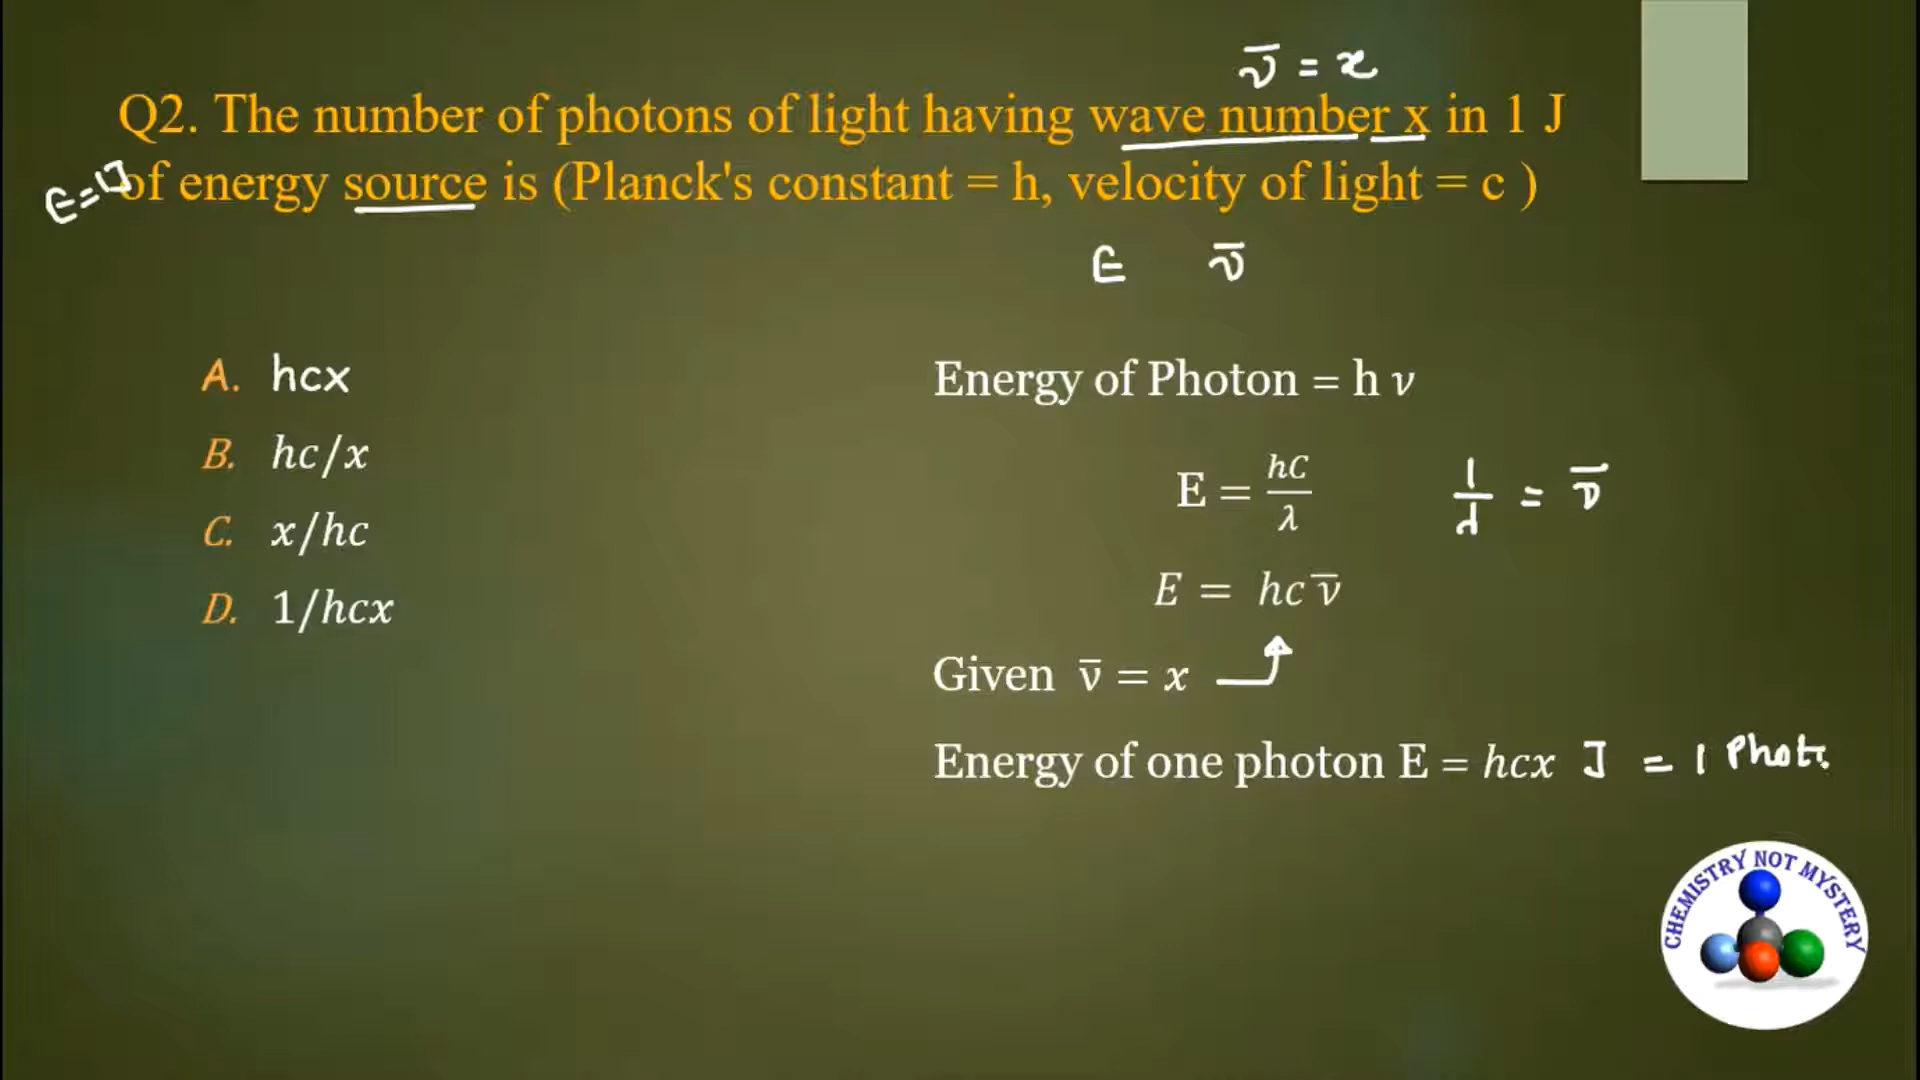 ν̄ = x
Q2. The number of photons of light having wave number x in 1 J
E=1J
of energy source is (Planck's constant = h, velocity of light = c )
E ν̄
A. hcx
B. hc/x
C. x/hc
D. 1/hcx
Energy of Photon = h ν
E = hC/λ
1/λ = ν̄
E = hcν̄
Given ν̄ = x
Energy of one photon E = hcx J = 1 Phot.
CHEMISTRY NOT MYSTERY